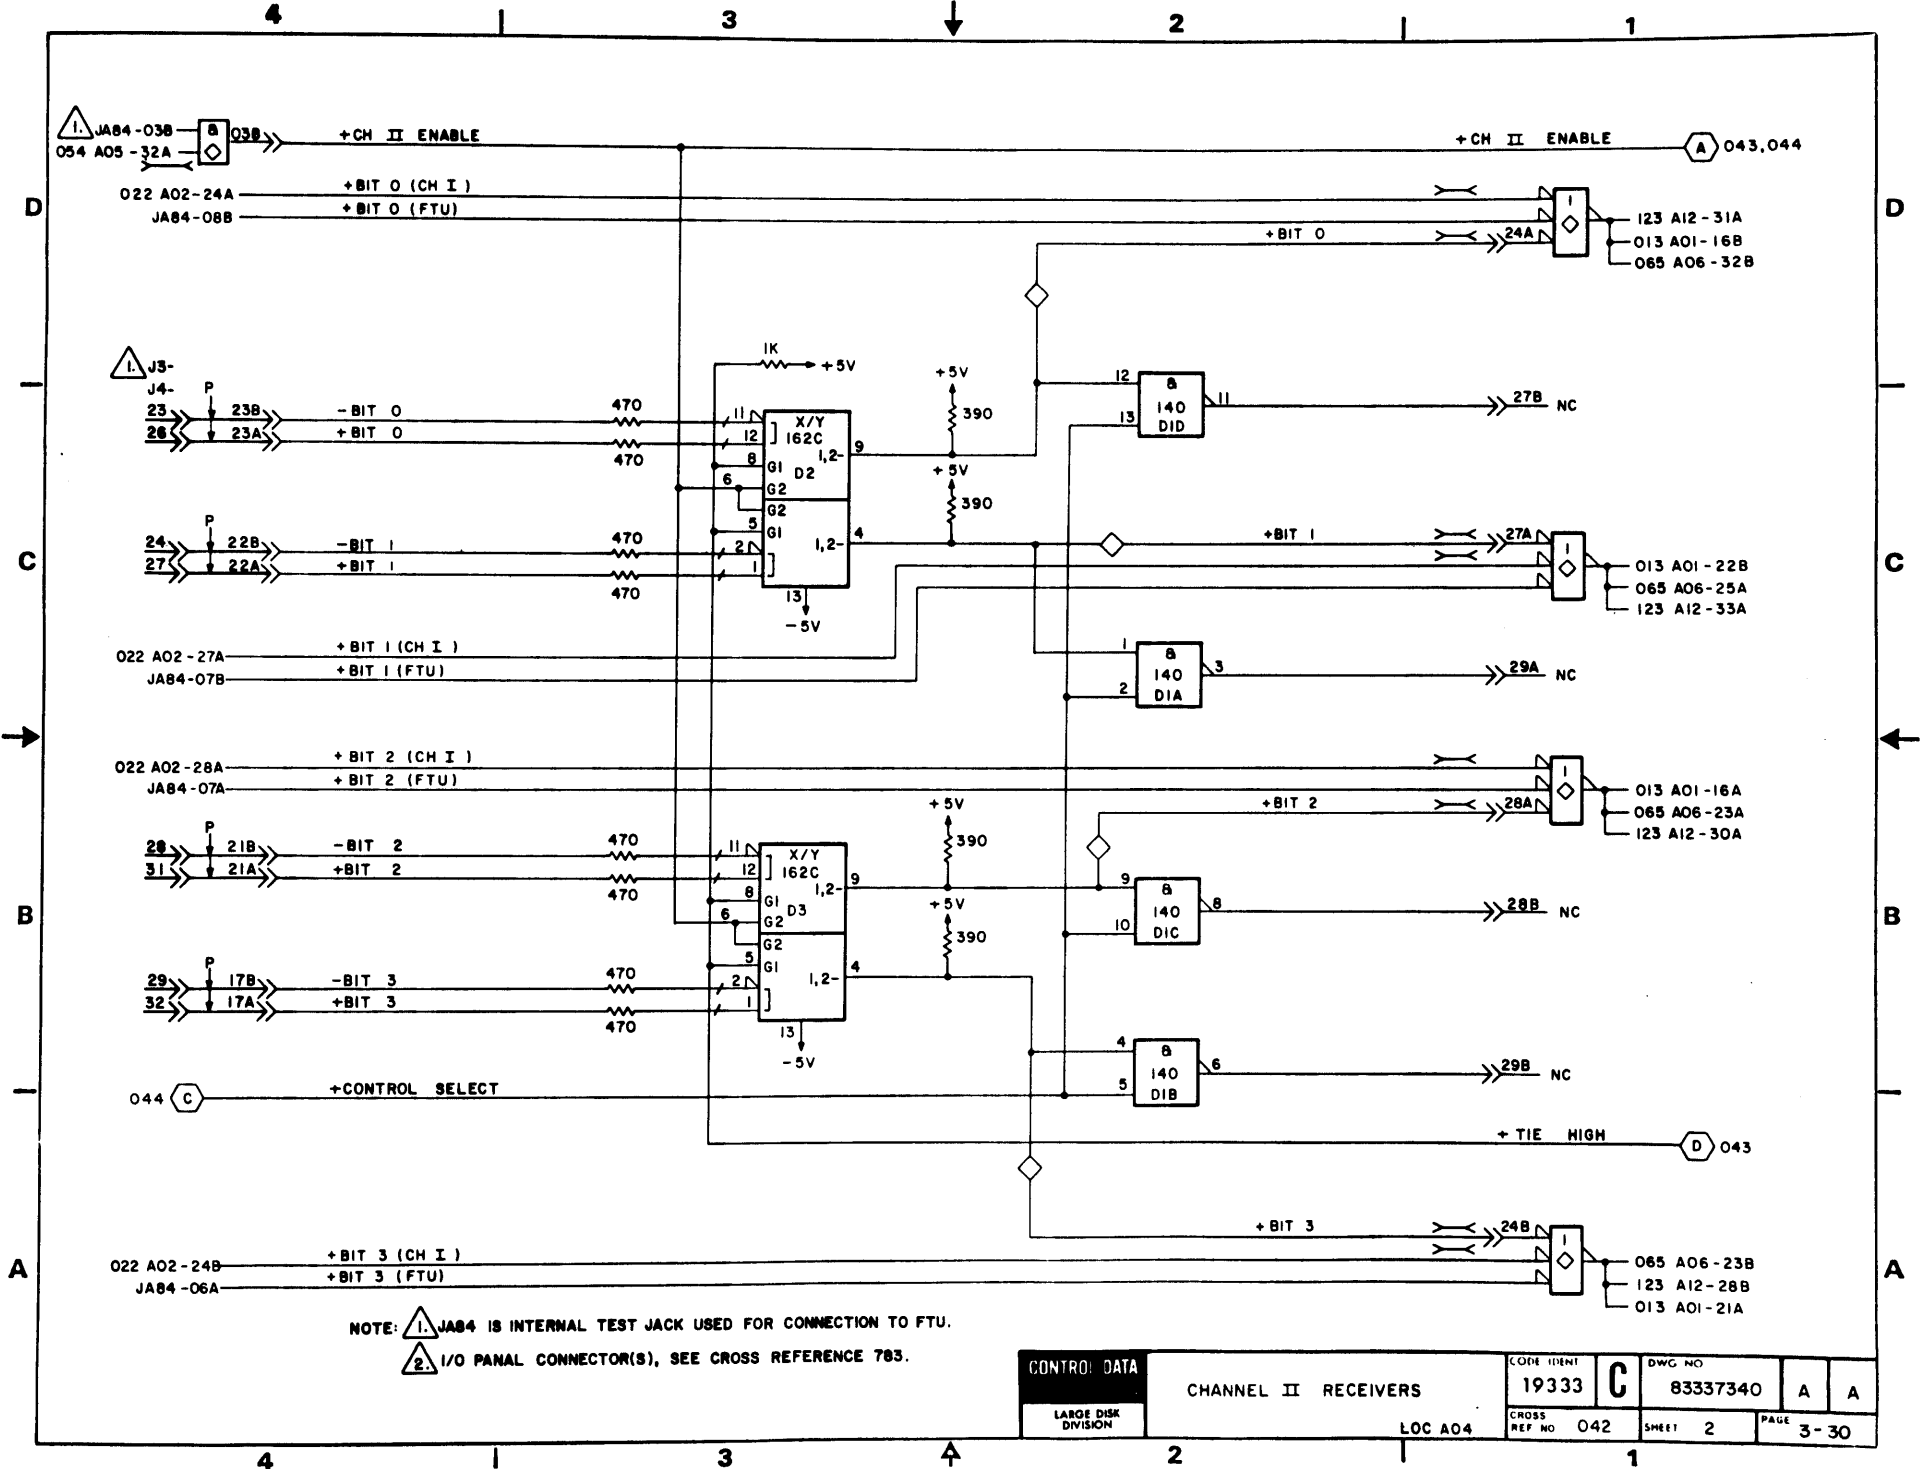 4 3 2 1
1. JA84-03B & 03B +CH II ENABLE +CH II ENABLE A 043,044
054 A05-32A
022 A02-24A +BIT 0 (CH I) 1
D JA84-08B +BIT 0 (FTU) 123 A12-31A D
+BIT 0 24A 013 A01-16B
065 A06-32B
1K +5V
1. J3-
J4- P +5V
23 23B -BIT 0 470 11 X/Y 390 12 & 11 27B NC
26 23A +BIT 0 470 12 162C 140
8 G1 D2 1,2- 9 13 D1D
6 G2 +5V
G2 390
P 5 G1
24 22B -BIT 1 470 2 1,2- 4 +BIT 1 27A 1
C 27 22A +BIT 1 470 1 013 A01-22B C
13 065 A06-25A
-5V 123 A12-33A
022 A02-27A +BIT 1 (CH I) 1 & 3 29A NC
JA84-07B +BIT 1 (FTU) 140
2 D1A
022 A02-28A +BIT 2 (CH I) 1
JA84-07A +BIT 2 (FTU) 013 A01-16A
+5V +BIT 2 28A 065 A06-23A
P 390 123 A12-30A
28 21B -BIT 2 470 11 X/Y
31 21A +BIT 2 470 12 162C 1,2- 9 9 & 8 28B NC
B 8 G1 D3 +5V 140 B
6 G2 390 10 D1C
G2
P 5 G1
29 17B -BIT 3 470 2 1,2- 4
32 17A +BIT 3 470 1
13 4 & 6 29B NC
-5V 140
044 C +CONTROL SELECT 5 D1B
+ TIE HIGH D 043
+BIT 3 24B 1
A 022 A02-24B +BIT 3 (CH I) 065 A06-23B A
JA84-06A +BIT 3 (FTU) 123 A12-28B
013 A01-21A
NOTE: 1. JA84 IS INTERNAL TEST JACK USED FOR CONNECTION TO FTU.
2. I/O PANAL CONNECTOR(S), SEE CROSS REFERENCE 783.
CONTROL DATA
LARGE DISK
DIVISION
CHANNEL II RECEIVERS
LOC A04
CODE IDENT
19333
C
DWG NO
83337340
A A
CROSS
REF NO 042
SHEET 2
PAGE 3-30
4 3 2 1